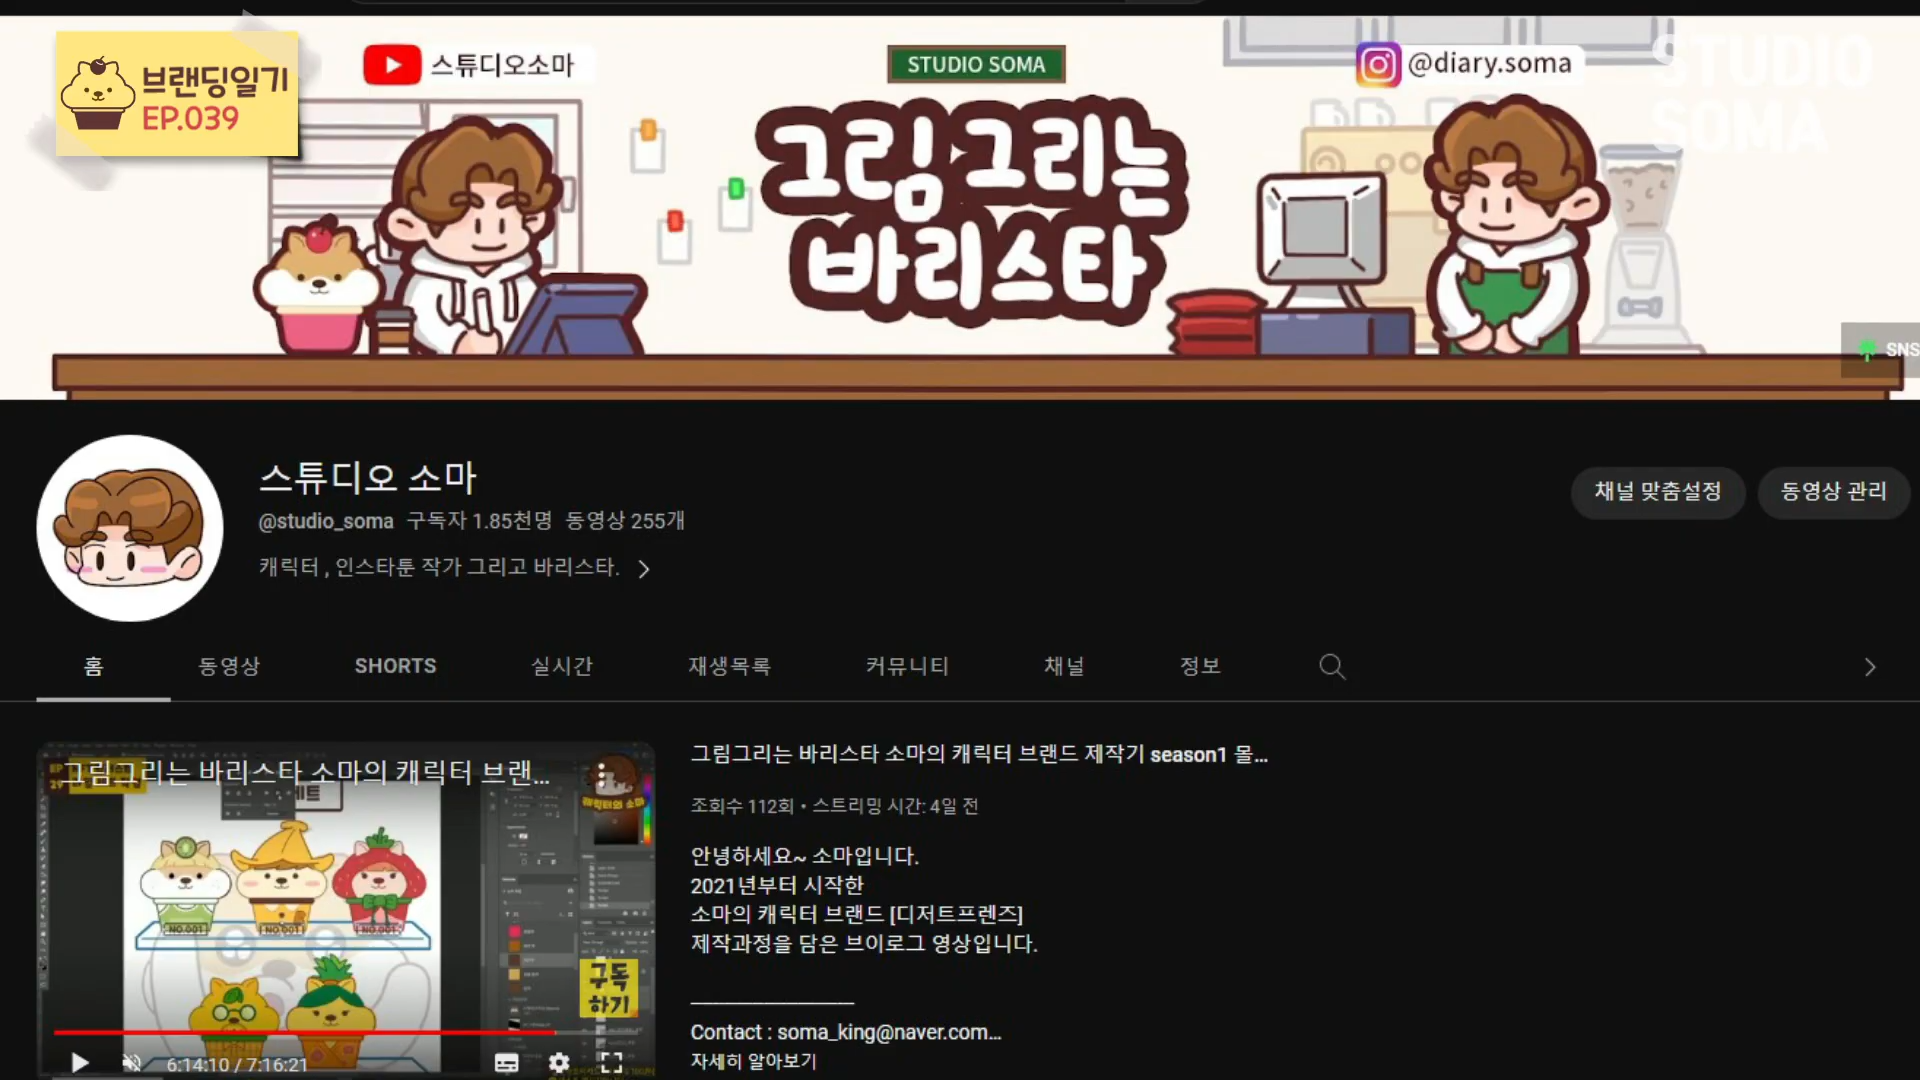 브랜딩일기
EP.039
스튜디오소마
STUDIO SOMA
@diary.soma
STUDIO
SOMA
그림그리는
바리스타
SNS
스튜디오 소마
@studio_soma 구독자 1.85천명 동영상 255개
캐릭터 , 인스타툰 작가 그리고 바리스타.
채널 맞춤설정
동영상 관리
홈
동영상
SHORTS
실시간
재생목록
커뮤니티
채널
정보
그림그리는 바리스타 소마의 캐릭터 브랜...
NO.001
NO.001
NO.001
구독
하기
6:14:10 / 7:16:21
그림그리는 바리스타 소마의 캐릭터 브랜드 제작기 season1 몰...
조회수 112회 • 스트리밍 시간: 4일 전
안녕하세요~ 소마입니다.
2021년부터 시작한
소마의 캐릭터 브랜드 [디저트프렌즈]
제작과정을 담은 브이로그 영상입니다.
Contact : soma_king@naver.com...
자세히 알아보기